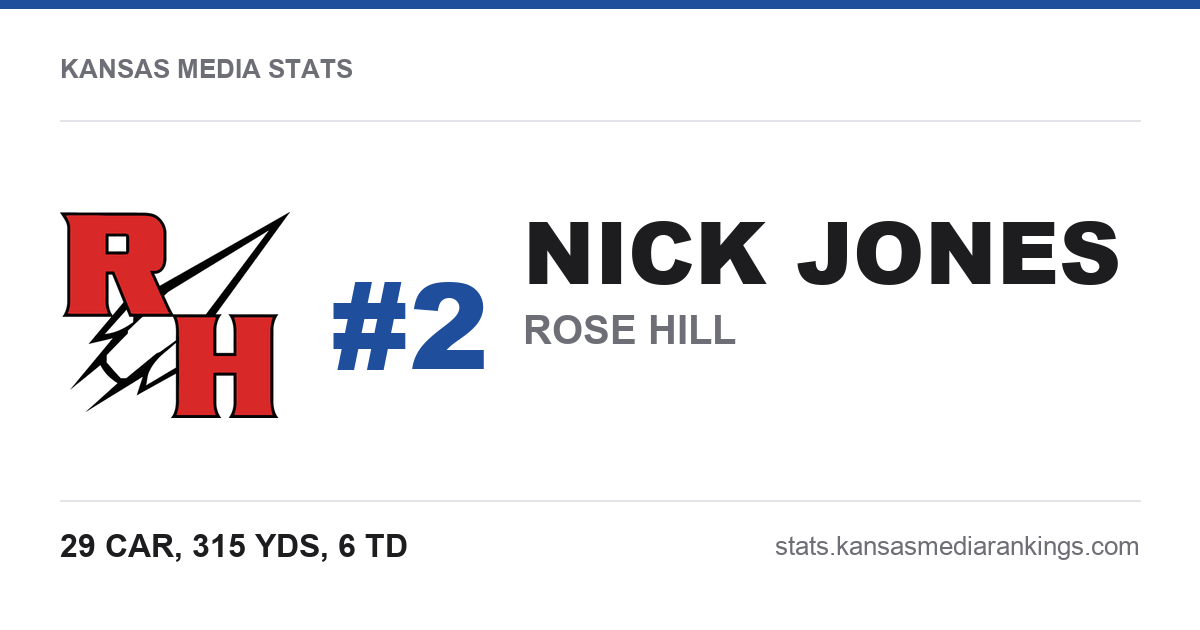 KANSAS MEDIA STATS
RH
#2
NICK JONES
ROSE HILL
29 CAR, 315 YDS, 6 TD
stats.kansasmediarankings.com